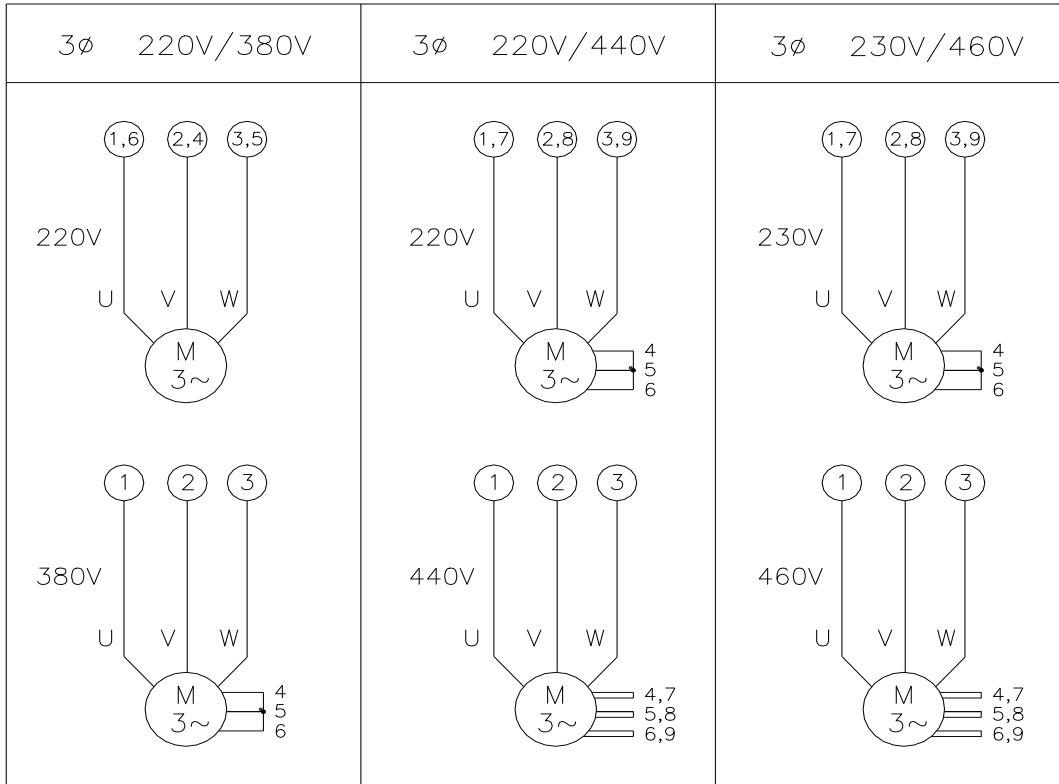 3ø 220V/380V
3ø 220V/440V
3ø 230V/460V
1,6 2,4 3,5
220V
U V W
M
3~
1,7 2,8 3,9
220V
U V W
M
3~
4
5
6
1,7 2,8 3,9
230V
U V W
M
3~
4
5
6
1 2 3
380V
U V W
M
3~
4
5
6
1 2 3
440V
U V W
M
3~
4,7
5,8
6,9
1 2 3
460V
U V W
M
3~
4,7
5,8
6,9